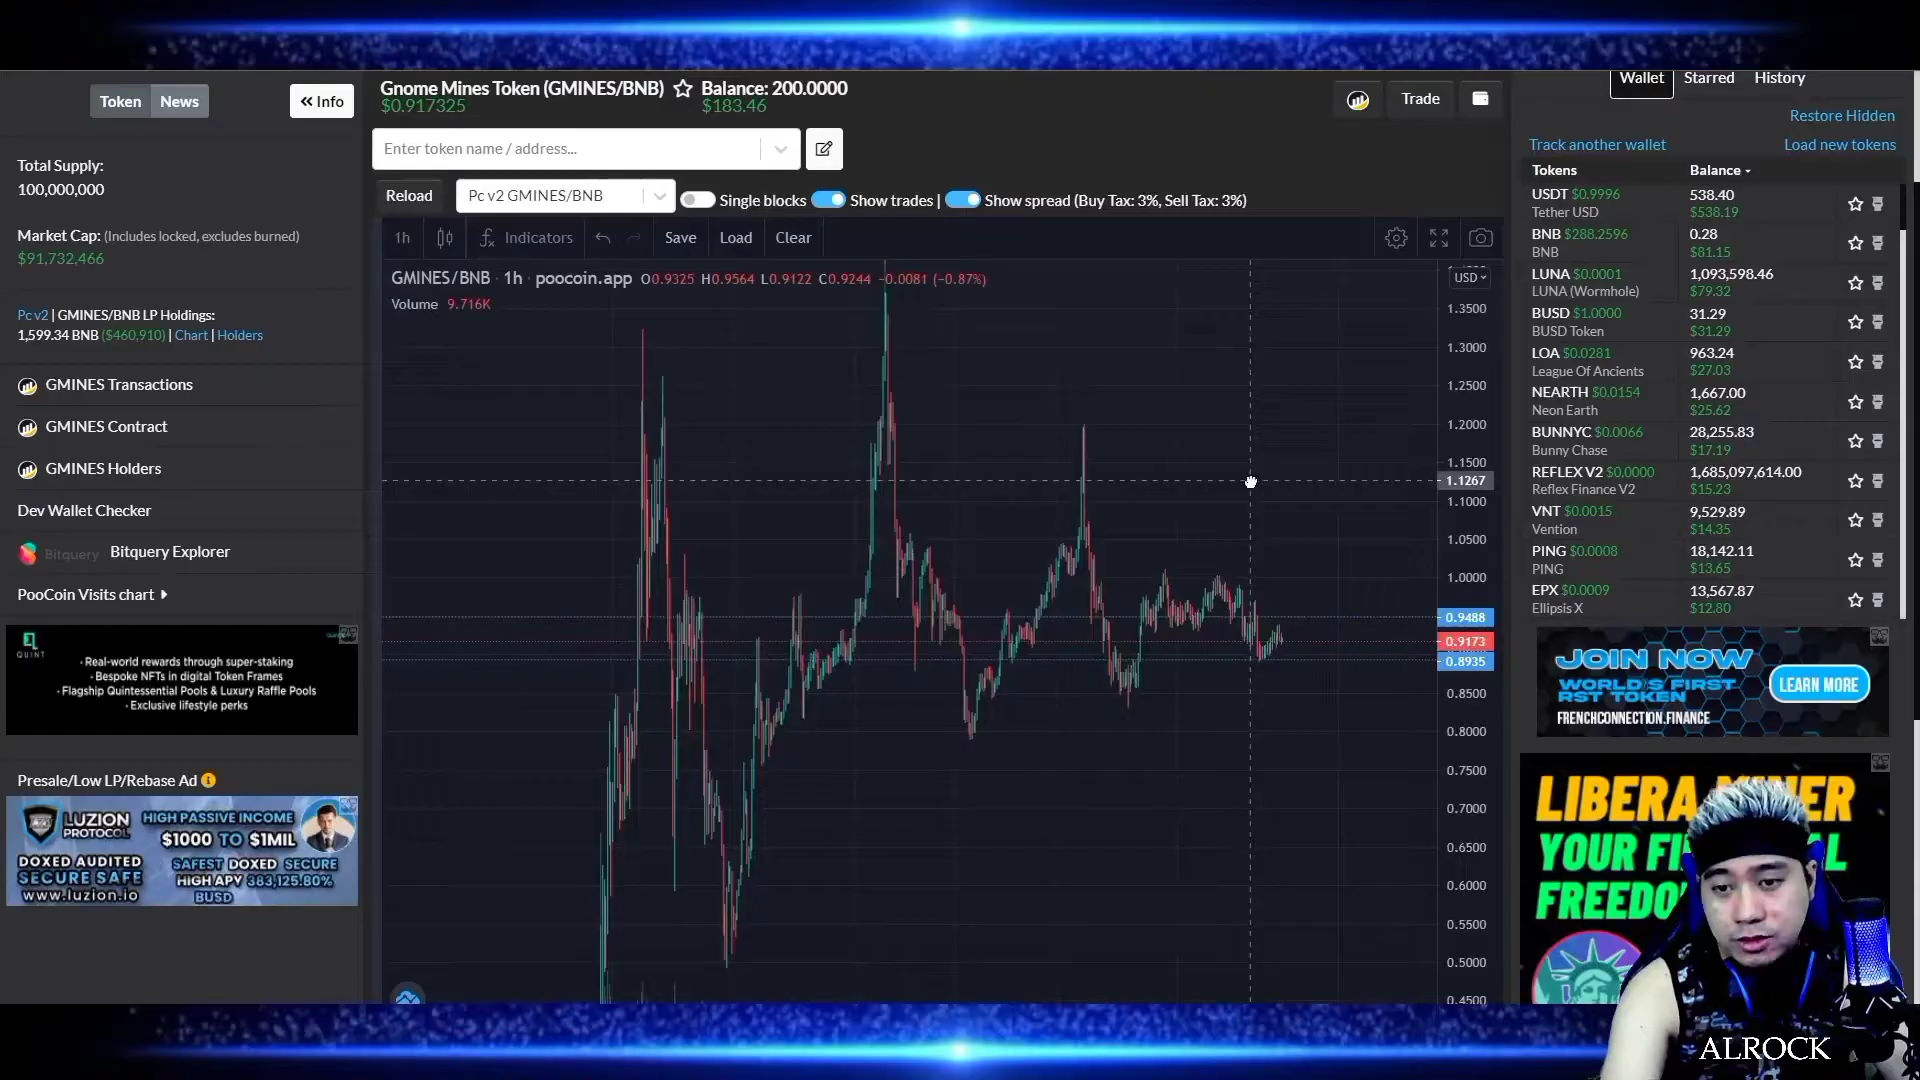 Token
News
Info
Total Supply:
100,000,000
Market Cap: (Includes locked, excludes burned)
$91,732,466
Pc v2 | GMINES/BNB LP Holdings:
1,599.34 BNB ($460,910) | Chart | Holders
GMINES Transactions
GMINES Contract
GMINES Holders
Dev Wallet Checker
Bitquery Bitquery Explorer
PooCoin Visits chart
QUINT
· Real-world rewards through super-staking
· Bespoke NFTs in digital Token Frames
· Flagship Quintessential Pools & Luxury Raffle Pools
· Exclusive lifestyle perks
Presale/Low LP/Rebase Ad
LUZION
PROTOCOL
HIGH PASSIVE INCOME
$1000 TO $1MIL
DOXED AUDITED
SECURE SAFE
www.luzion.io
SAFEST DOXED SECURE
HIGH APY 383,125.80%
BUSD
Gnome Mines Token (GMINES/BNB)
$0.917325
Balance: 200.0000
$183.46
Trade
Enter token name / address...
Reload
Pc v2 GMINES/BNB
Single blocks
Show trades |
Show spread (Buy Tax: 3%, Sell Tax: 3%)
1h
Indicators
Save
Load
Clear
GMINES/BNB · 1h · poocoin.app O0.9325 H0.9564 L0.9122 C0.9244 -0.0081 (-0.87%)
Volume 9.716K
USD
1.3500
1.3000
1.2500
1.2000
1.1500
1.1267
1.1000
1.0500
1.0000
0.9488
0.9173
0.8935
0.8500
0.8000
0.7500
0.7000
0.6500
0.6000
0.5500
0.5000
0.4500
Wallet
Starred
History
Restore Hidden
Track another wallet
Load new tokens
Tokens Balance
USDT $0.9996 538.40
Tether USD $538.19
BNB $288.2596 0.28
BNB $81.15
LUNA $0.0001 1,093,598.46
LUNA (Wormhole) $79.32
BUSD $1.0000 31.29
BUSD Token $31.29
LOA $0.0281 963.24
League Of Ancients $27.03
NEARTH $0.0154 1,667.00
Neon Earth $25.62
BUNNYC $0.0066 28,255.83
Bunny Chase $17.19
REFLEX V2 $0.0000 1,685,097,614.00
Reflex Finance V2 $15.23
VNT $0.0015 9,529.89
Vention $14.35
PING $0.0008 18,142.11
PING $13.65
EPX $0.0009 13,567.87
Ellipsis X $12.80
JOIN NOW
WORLD'S FIRST
RST TOKEN
FRENCHCONNECTION.FINANCE
LEARN MORE
LIBERA
YOUR
FREEDO
ALROCK